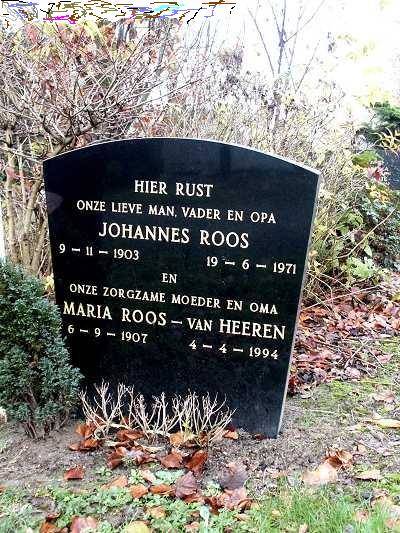 HIER RUST
ONZE LIEVE MAN, VADER EN OPA
JOHANNES ROOS
9 - 11 - 1903 19 - 6 - 1971
EN
ONZE ZORGZAME MOEDER EN OMA
MARIA ROOS - VAN HEEREN
6 - 9 - 1907 4 - 4 - 1994